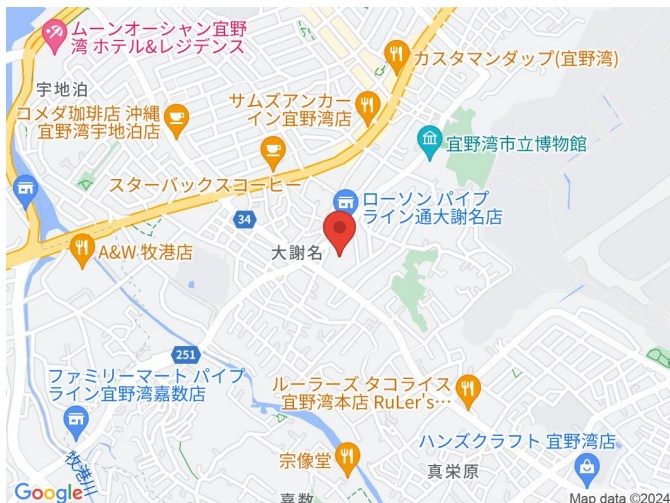 ムーンオーシャン宜野
湾 ホテル&レジデンス
カスタマンダップ(宜野湾)
宇地泊
コメダ珈琲店 沖縄
宜野湾宇地泊店
サムズアンカー
イン宜野湾店
宜野湾市立博物館
スターバックスコーヒー
ローソン パイプ
ライン通大謝名店
34
大謝名
A&W 牧港店
251
ファミリーマート パイプ
ライン宜野湾嘉数店
ルーラーズ タコライス
宜野湾本店 RuLer's…
ハンズクラフト 宜野湾店
宗像堂
真栄原
牧港川
嘉数
Google
Map data ©2024